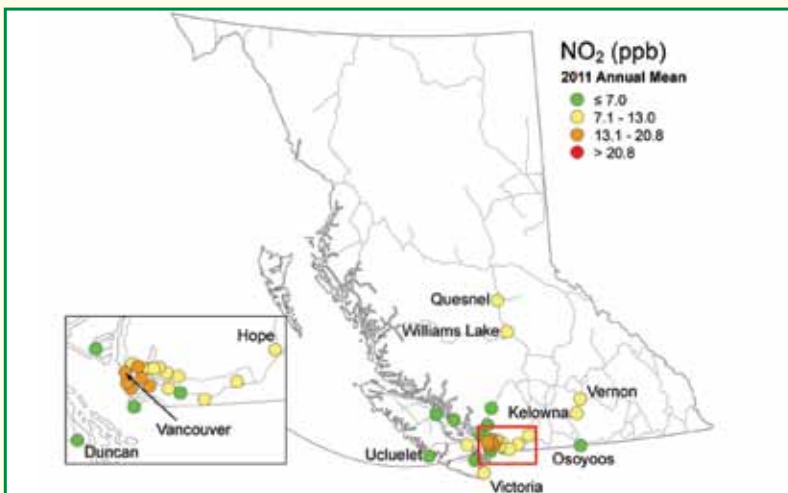 NO₂ (ppb)
2011 Annual Mean
≤ 7.0
7.1 - 13.0
13.1 - 20.8
> 20.8
Quesnel
Williams Lake
Hope
Vernon
Kelowna
Vancouver
Duncan
Ucluelet
Osoyoos
Victoria